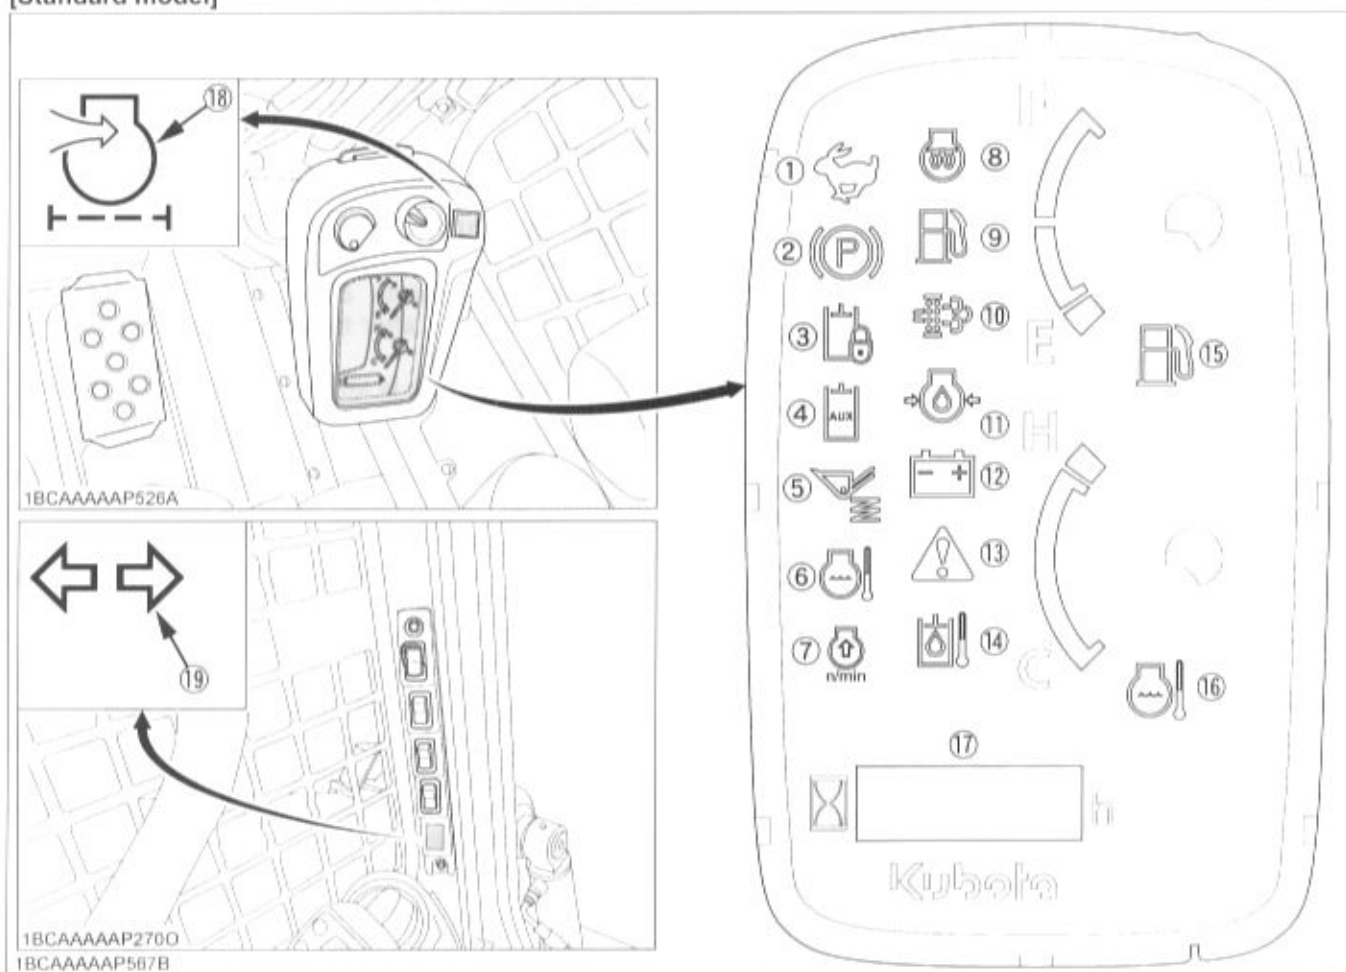 [Standard model]
⑱
1BCAAAAAP526A
⑲
1BCAAAAAP270O
1BCAAAAAP567B
①
②
P
③
④
AUX
⑤
⑥
⑦
n/min
⑧
⑨
⑩
⑪
⑫
- +
⑬
!
⑭
F
E
⑮
H
C
⑯
⑰
h
Kubota